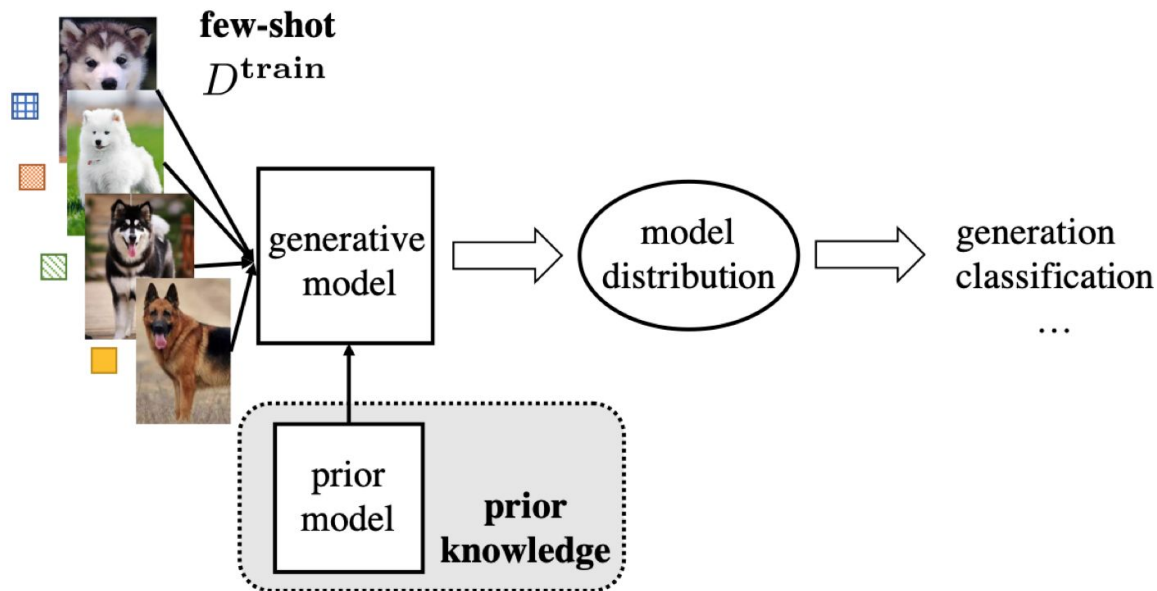 few-shot
D^train
generative
model
model
distribution
generation
classification
...
prior
model
prior
knowledge